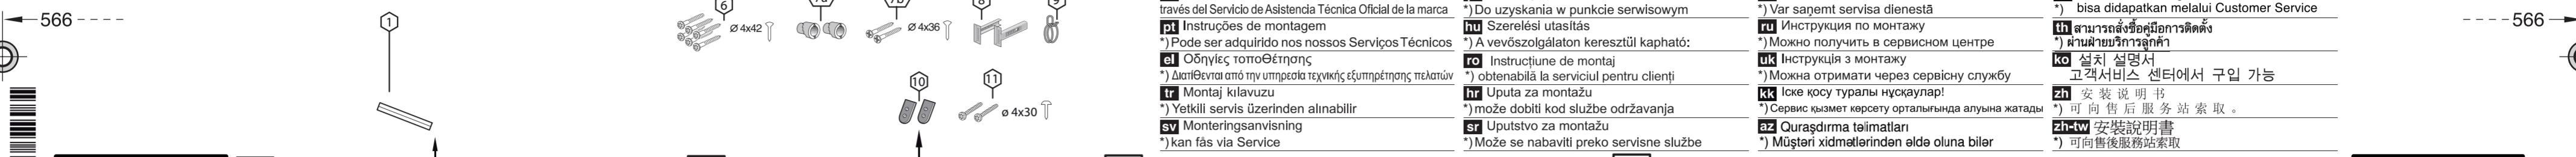 566
1
6
Ø 4x42
7a
7b
Ø 4x36
8
9
10
11
ø 4x30
través del Servicio de Asistencia Técnica Oficial de la marca
pt Instruções de montagem
*) Pode ser adquirido nos nossos Serviços Técnicos
el Οδηγίες τοποθέτησης
*) Διατίθενται από την υπηρεσία τεχνικής εξυπηρέτησης πελατών
tr Montaj kılavuzu
*) Yetkili servis üzerinden alınabilir
sv Monteringsanvisning
*) kan fås via Service
*) Do uzyskania w punkcie serwisowym
hu Szerelési utasítás
*) A vevőszolgálaton keresztül kapható:
ro Instrucțiune de montaj
*) obtenabilă la serviciul pentru clienți
hr Uputa za montažu
*) može dobiti kod službe održavanja
sr Uputstvo za montažu
*) Može se nabaviti preko servisne službe
*) Var saņemt servisa dienestā
ru Инструкция по монтажу
*) Можно получить в сервисном центре
uk Інструкція з монтажу
*) Можна отримати через сервісну службу
kk Іске қосу туралы нұсқаулар!
*) Сервис қызмет көрсету орталығында алуына жатады
az Quraşdırma təlimatları
*) Müştəri xidmətlərindən əldə oluna bilər
*) bisa didapatkan melalui Customer Service
th สามารถสั่งซื้อคู่มือการติดตั้ง
*) ผ่านฝ่ายบริการลูกค้า
ko 설치 설명서
고객서비스 센터에서 구입 가능
zh 安装说明书
*) 可向售后服务站索取。
zh-tw 安裝說明書
*) 可向售後服務站索取
566